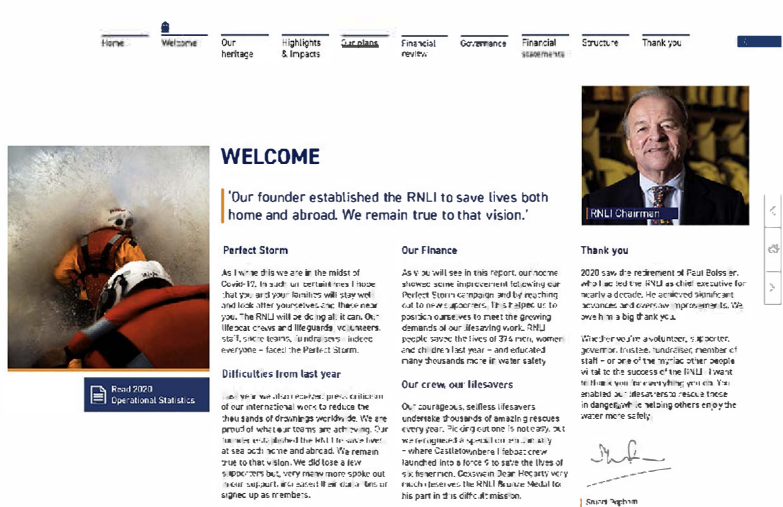 Home
Welcome
Our
heritage
Highlights
& Impacts
Our plans
Financial
review
Governance
Financial
statements
Structure
Thank you
WELCOME
'Our founder established the RNLI to save lives both
home and abroad. We remain true to that vision.'
RNLI Chairman
Read 2020
Operational Statistics
Perfect Storm
As I write this we are in the midst of
Covid-19. In such uncertain times I hope
that you and your families will stay well
and look after yourselves and those near
you. The RNLI will be doing all it can. Our
lifeboat crews and lifeguards, volunteers,
staff, shore teams, fundraisers – indeed
everyone – faced the Perfect Storm.
Difficulties from last year
Last year we also received press criticism
of our international work to reduce the
thousands of drownings worldwide. We are
proud of what our teams are achieving. Our
founder established the RNLI to save lives
at sea both home and abroad. We remain
true to that vision. We did lose a few
supporters but, very many more spoke out
in our support, increased their donations or
signed up as members.
Our Finance
As you will see in this report, our income
showed some improvement following our
Perfect Storm campaign and by reaching
out to new supporters. This helped us to
position ourselves to meet the growing
demands of our lifesaving work. RNLI
people saved the lives of 374 men, women
and children last year – and educated
many thousands more in water safety
Our crew, our lifesavers
Our courageous, selfless lifesavers
undertake thousands of amazing rescues
every year. Picking out one is not easy, but
we recognised a special one
– where Castletownbere lifeboat crew
launched into a force 9 to save the lives of
six fishermen. Coxswain Dean Hegarty very
much deserves the RNLI Bronze Medal for
his part in this difficult mission.
Thank you
2020 saw the retirement of Paul Boissier,
who had led the RNLI as chief executive for
nearly a decade. He achieved significant
advances and oversaw improvements. We
owe him a big thank you.
Whether you're a volunteer, supporter,
governor, trustee, fundraiser, member of
staff – or one of the myriad other people
vital to the success of the RNLI – I want
to thank you for everything you do. You
enabled our lifesavers to rescue those
in danger, while helping others enjoy the
water more safely.
Stuart Popham